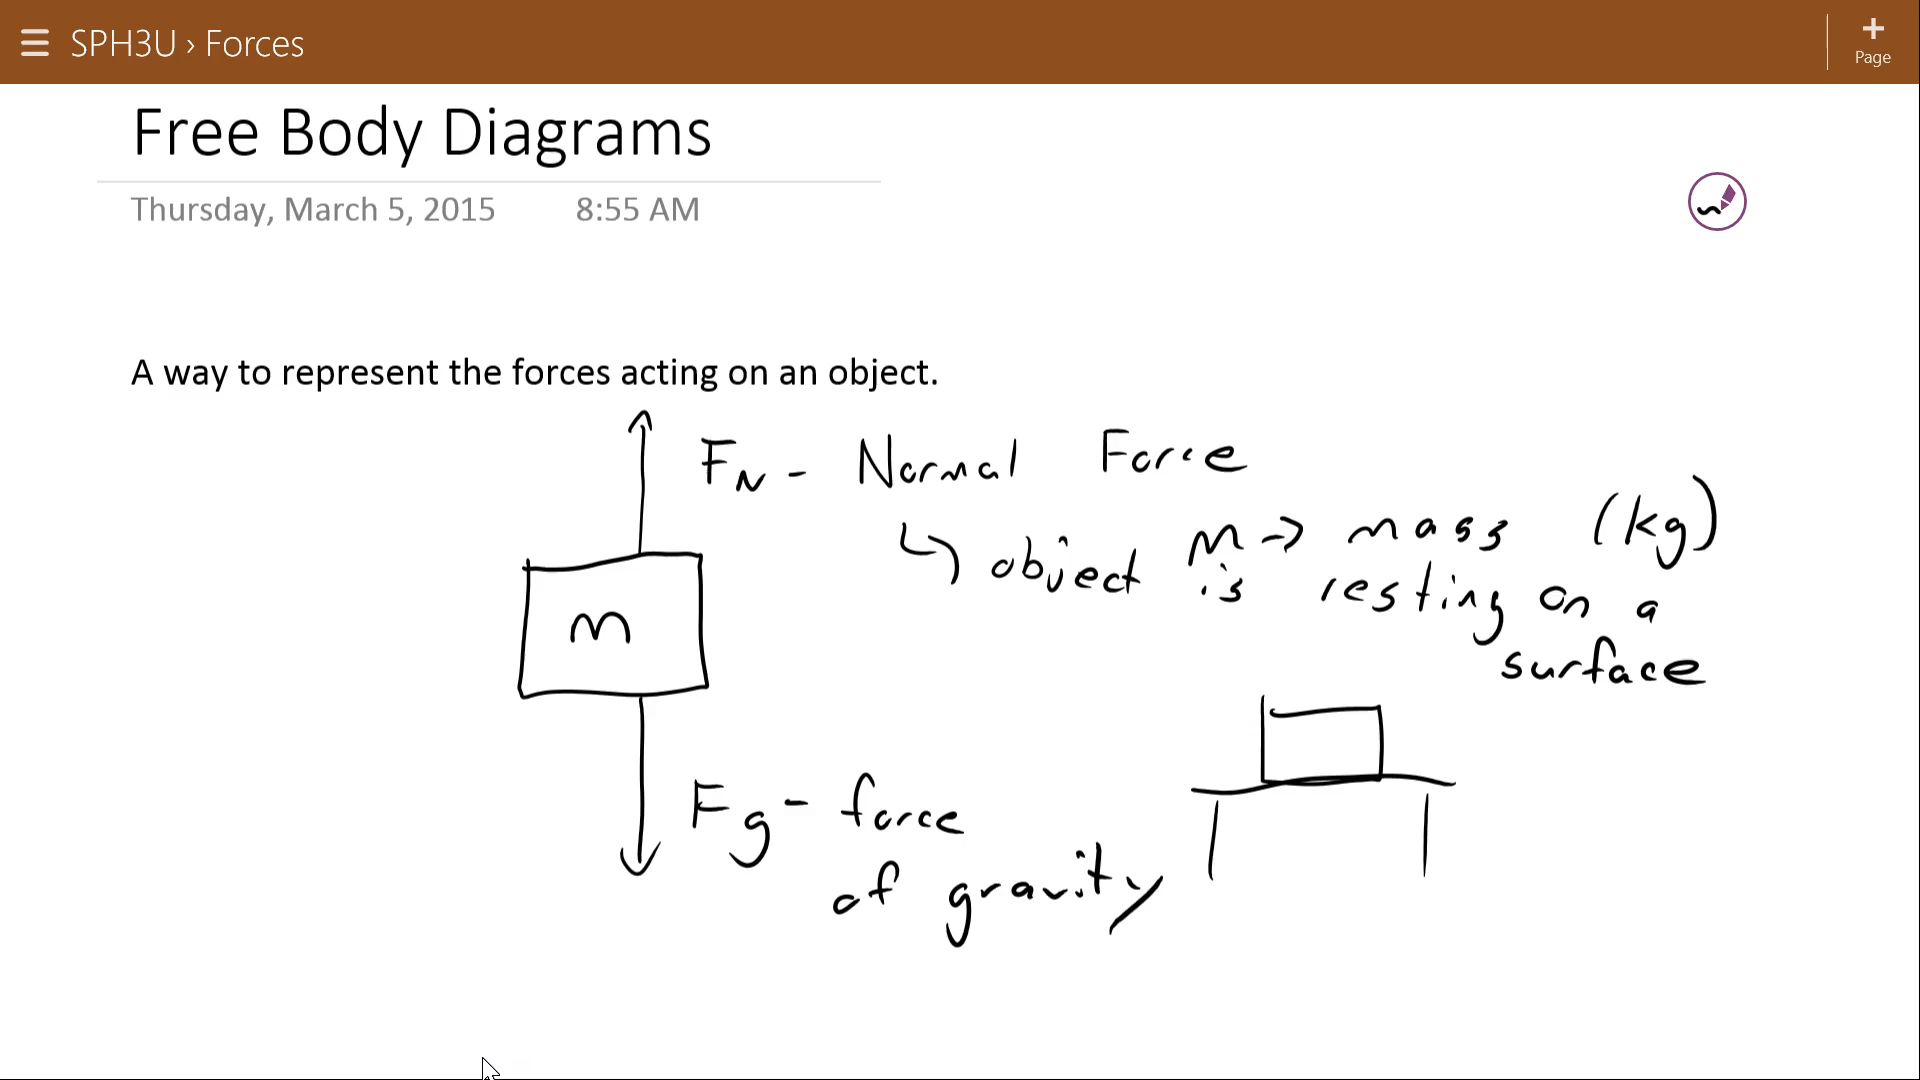 SPH3U › Forces
+
Page
Free Body Diagrams
Thursday, March 5, 2015 8:55 AM
A way to represent the forces acting on an object.
FN - Normal Force
m → mass (kg)
↳ object is resting on a
surface
m
Fg - force
of gravity